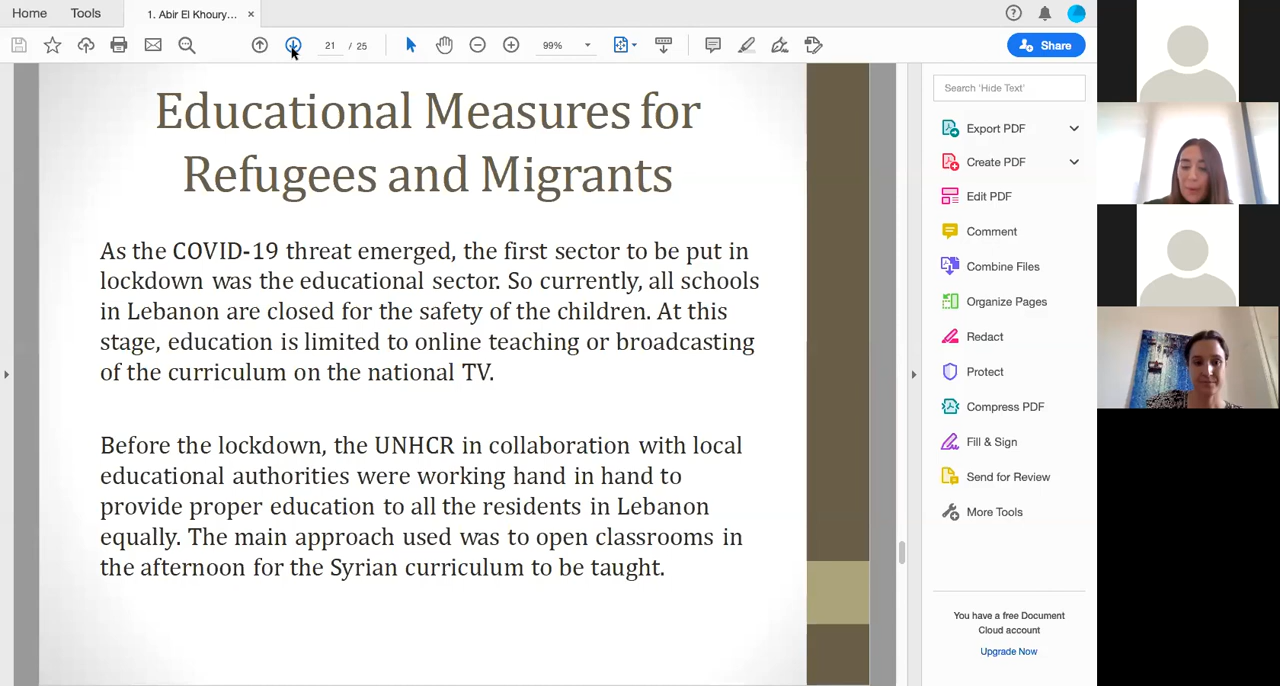 Home Tools 1. Abir El Khoury... ×
21 / 25 99% Share
Educational Measures for
Refugees and Migrants
As the COVID-19 threat emerged, the first sector to be put in
lockdown was the educational sector. So currently, all schools
in Lebanon are closed for the safety of the children. At this
stage, education is limited to online teaching or broadcasting
of the curriculum on the national TV.
Before the lockdown, the UNHCR in collaboration with local
educational authorities were working hand in hand to
provide proper education to all the residents in Lebanon
equally. The main approach used was to open classrooms in
the afternoon for the Syrian curriculum to be taught.
Search 'Hide Text'
Export PDF
Create PDF
Edit PDF
Comment
Combine Files
Organize Pages
Redact
Protect
Compress PDF
Fill & Sign
Send for Review
More Tools
You have a free Document
Cloud account
Upgrade Now